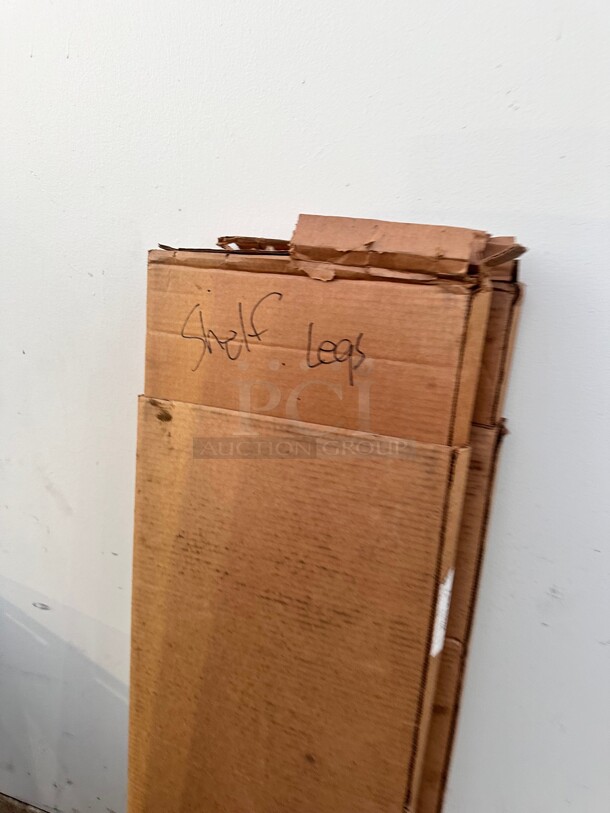 Shelf Legs
PCI
AUCTION GROUP